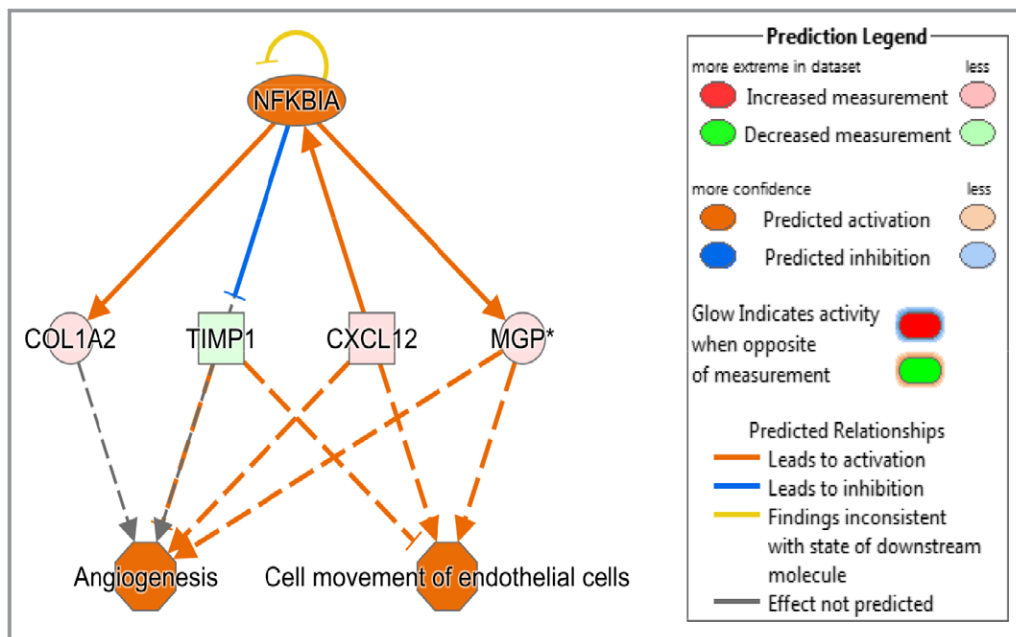 NFKBIA
COL1A2
TIMP1
CXCL12
MGP*
Angiogenesis
Cell movement of endothelial cells
Prediction Legend
more extreme in dataset
less
Increased measurement
Decreased measurement
more confidence
less
Predicted activation
Predicted inhibition
Glow Indicates activity
when opposite
of measurement
Predicted Relationships
Leads to activation
Leads to inhibition
Findings inconsistent
with state of downstream
molecule
Effect not predicted